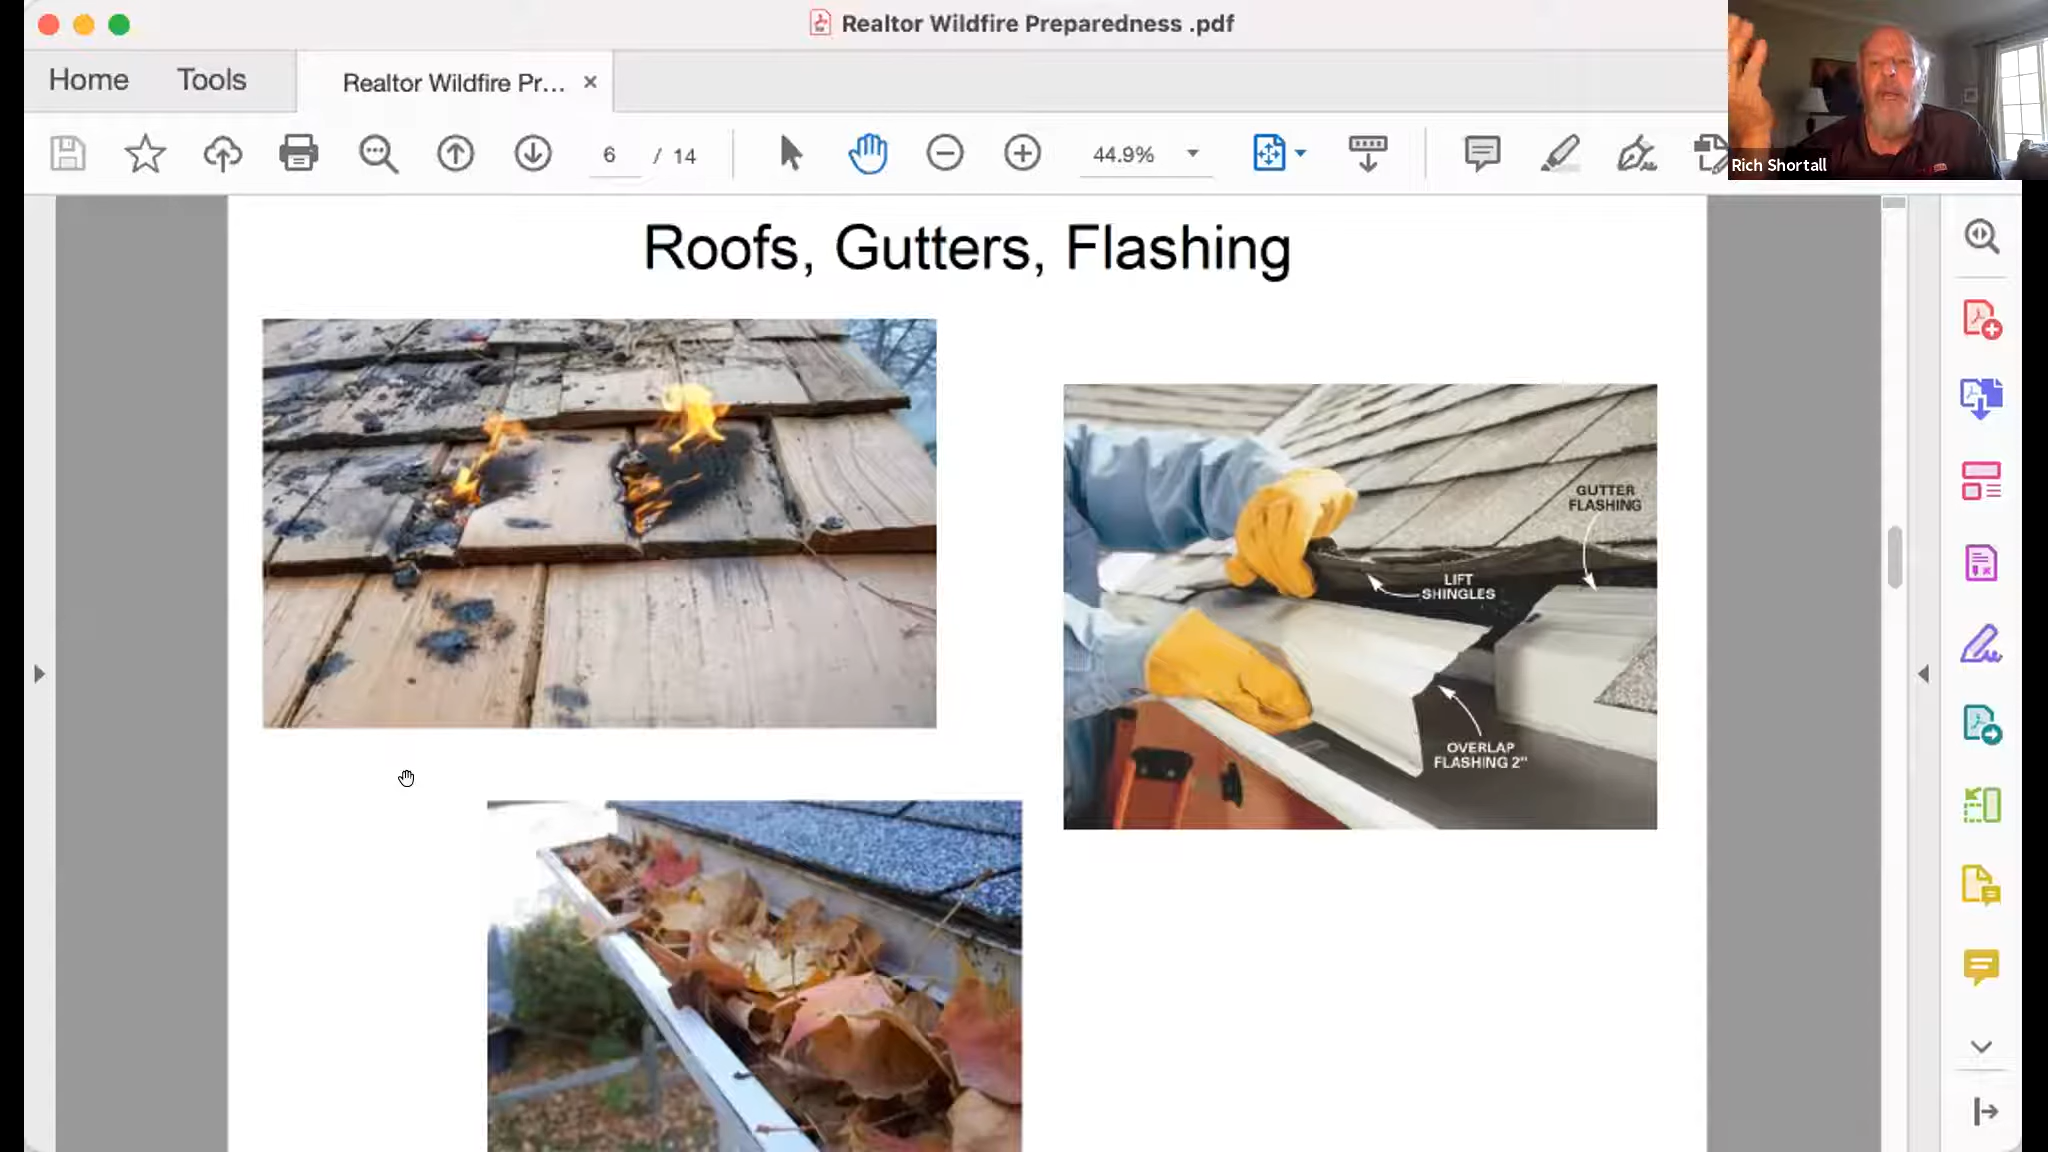 Realtor Wildfire Preparedness .pdf
Home
Tools
Realtor Wildfire Pr...
6 / 14
44.9%
Rich Shortall
Roofs, Gutters, Flashing
GUTTER
FLASHING
LIFT
SHINGLES
OVERLAP
FLASHING 2"